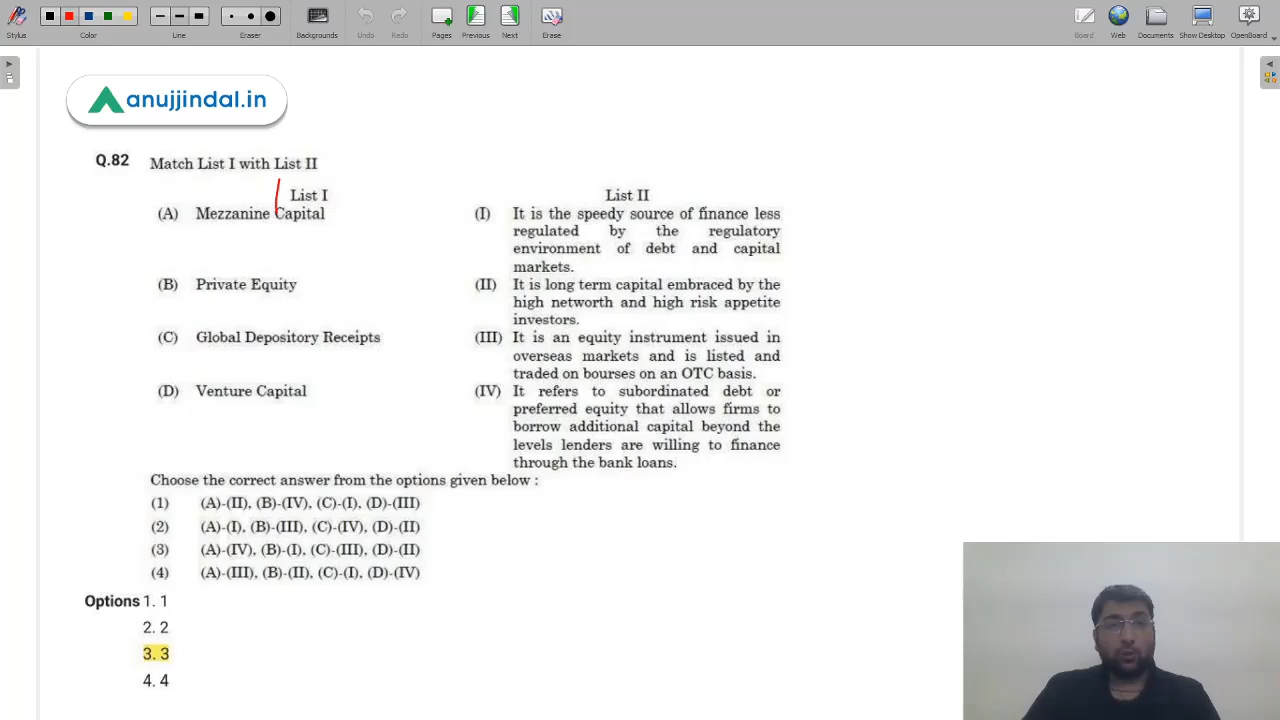 Stylus
Color
Line
Eraser
Backgrounds
Undo
Redo
Pages
Previous
Next
Erase
Board
Web
Documents
Show Desktop
OpenBoard
anujjindal.in
Q.82 Match List I with List II
List I List II
(A) Mezzanine Capital (I) It is the speedy source of finance less
regulated by the regulatory
environment of debt and capital
markets.
(B) Private Equity (II) It is long term capital embraced by the
high networth and high risk appetite
investors.
(C) Global Depository Receipts (III) It is an equity instrument issued in
overseas markets and is listed and
traded on bourses on an OTC basis.
(D) Venture Capital (IV) It refers to subordinated debt or
preferred equity that allows firms to
borrow additional capital beyond the
levels lenders are willing to finance
through the bank loans.
Choose the correct answer from the options given below :
(1) (A)-(II), (B)-(IV), (C)-(I), (D)-(III)
(2) (A)-(I), (B)-(III), (C)-(IV), (D)-(II)
(3) (A)-(IV), (B)-(I), (C)-(III), (D)-(II)
(4) (A)-(III), (B)-(II), (C)-(I), (D)-(IV)
Options 1. 1
2. 2
3. 3
4. 4